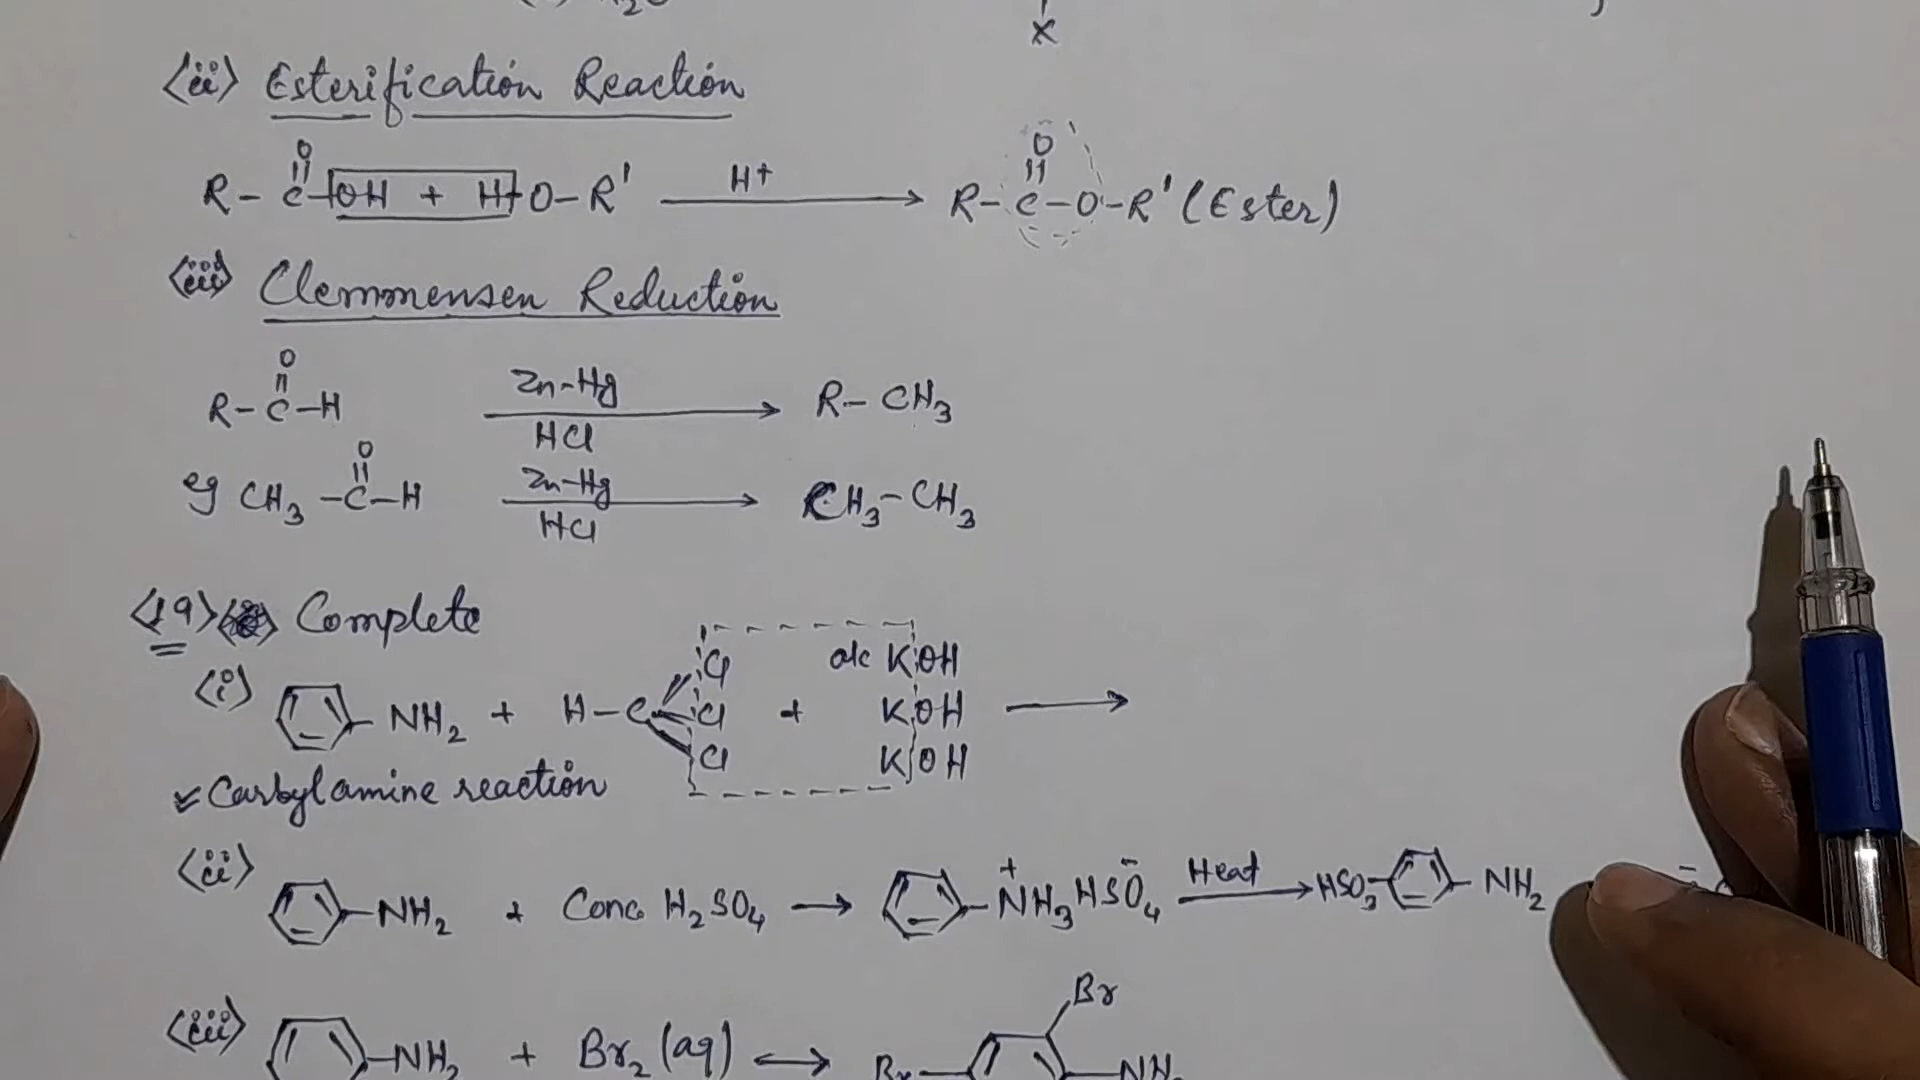 x
<ii> Esterification Reaction
O
R - C - OH + H - O - R' H+ R - C - O - R' (Ester)
<iii> Clemmensen Reduction
O
R - C - H Zn-Hg HCl R - CH3
O
eg CH3 - C - H Zn-Hg HCl CH3 - CH3
<19> Complete
<i> NH2 + H - C Cl Cl Cl + alc KOH KOH KOH
Carbylamine reaction
<ii> NH2 + Conc H2SO4 → +NH3HSO4- Heat HSO3 NH2
<iii> NH2 + Br2 (aq) Br Br NH2